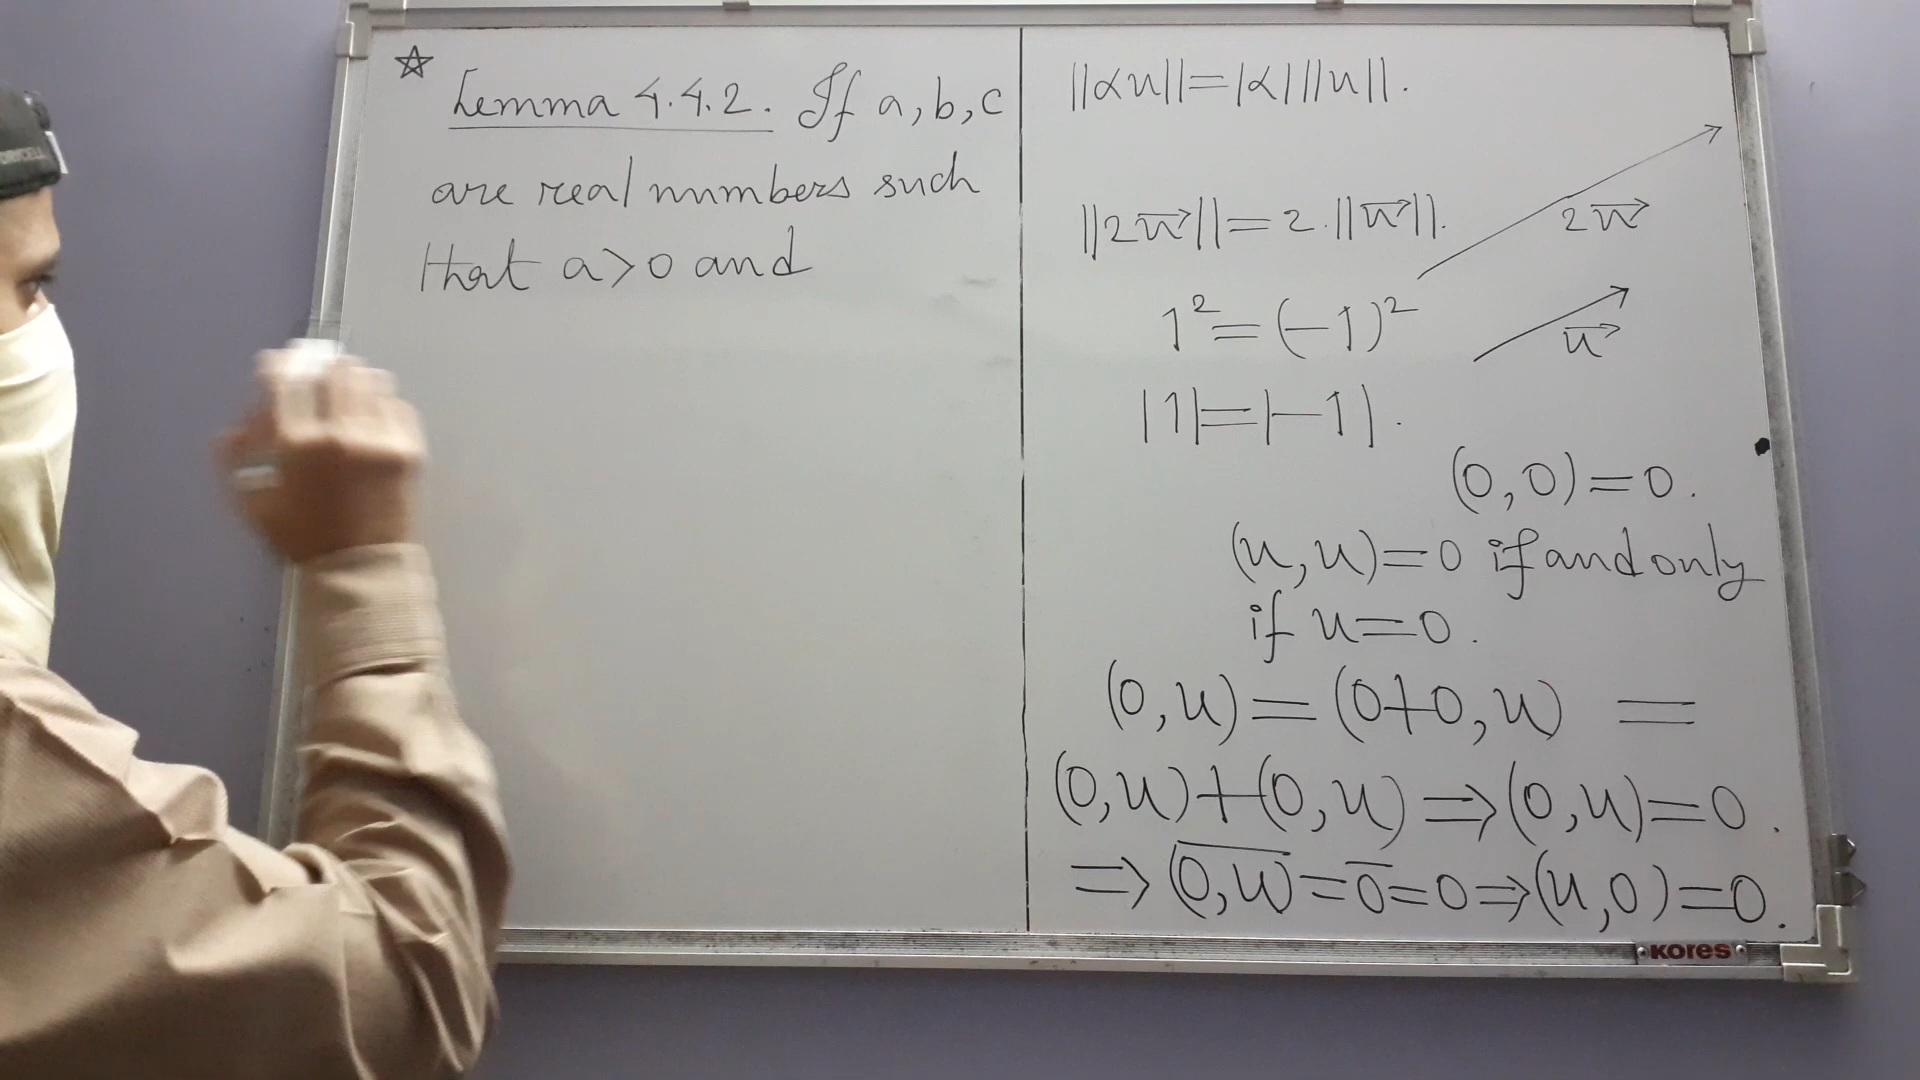 ☆
Lemma 4.4.2. If a, b, c
are real numbers such
that a>0 and
||αu||=|α| ||u||.
||2u⃗||=2.||u⃗||.
2u⃗
1²=(-1)²
u⃗
|1|=|-1|.
(0,0)=0.
(u,u)=0 if and only
if u=0.
(0,u)=(0+0,u) =
(0,u)+(0,u)⇒(0,u)=0.
⇒(0,u)‾=0‾=0⇒(u,0)=0.
KORES